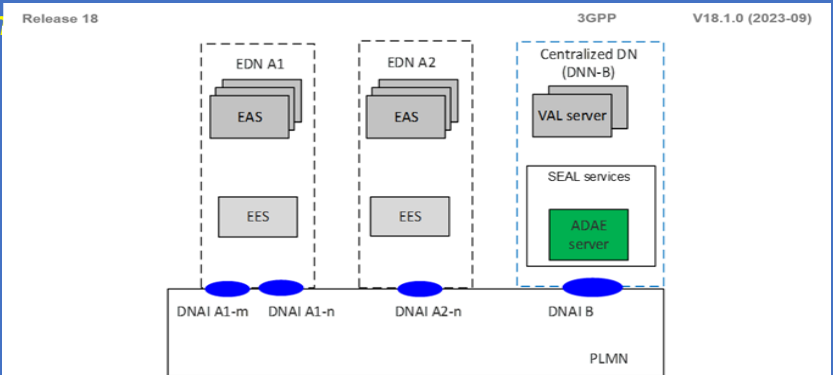 Release 18
3GPP
V18.1.0 (2023-09)
EDN A1
EDN A2
Centralized DN
(DNN-B)
EAS
EAS
VAL server
SEAL services
EES
EES
ADAE
server
DNAI A1-m
DNAI A1-n
DNAI A2-n
DNAI B
PLMN